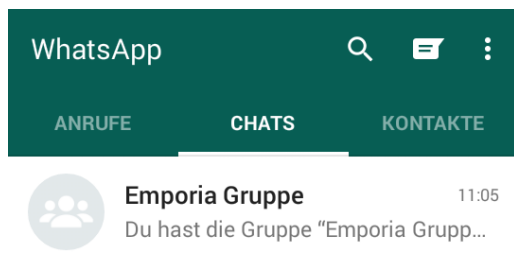 WhatsApp
ANRUFE CHATS KONTAKTE
Emporia Gruppe 11:05
Du hast die Gruppe “Emporia Grupp...